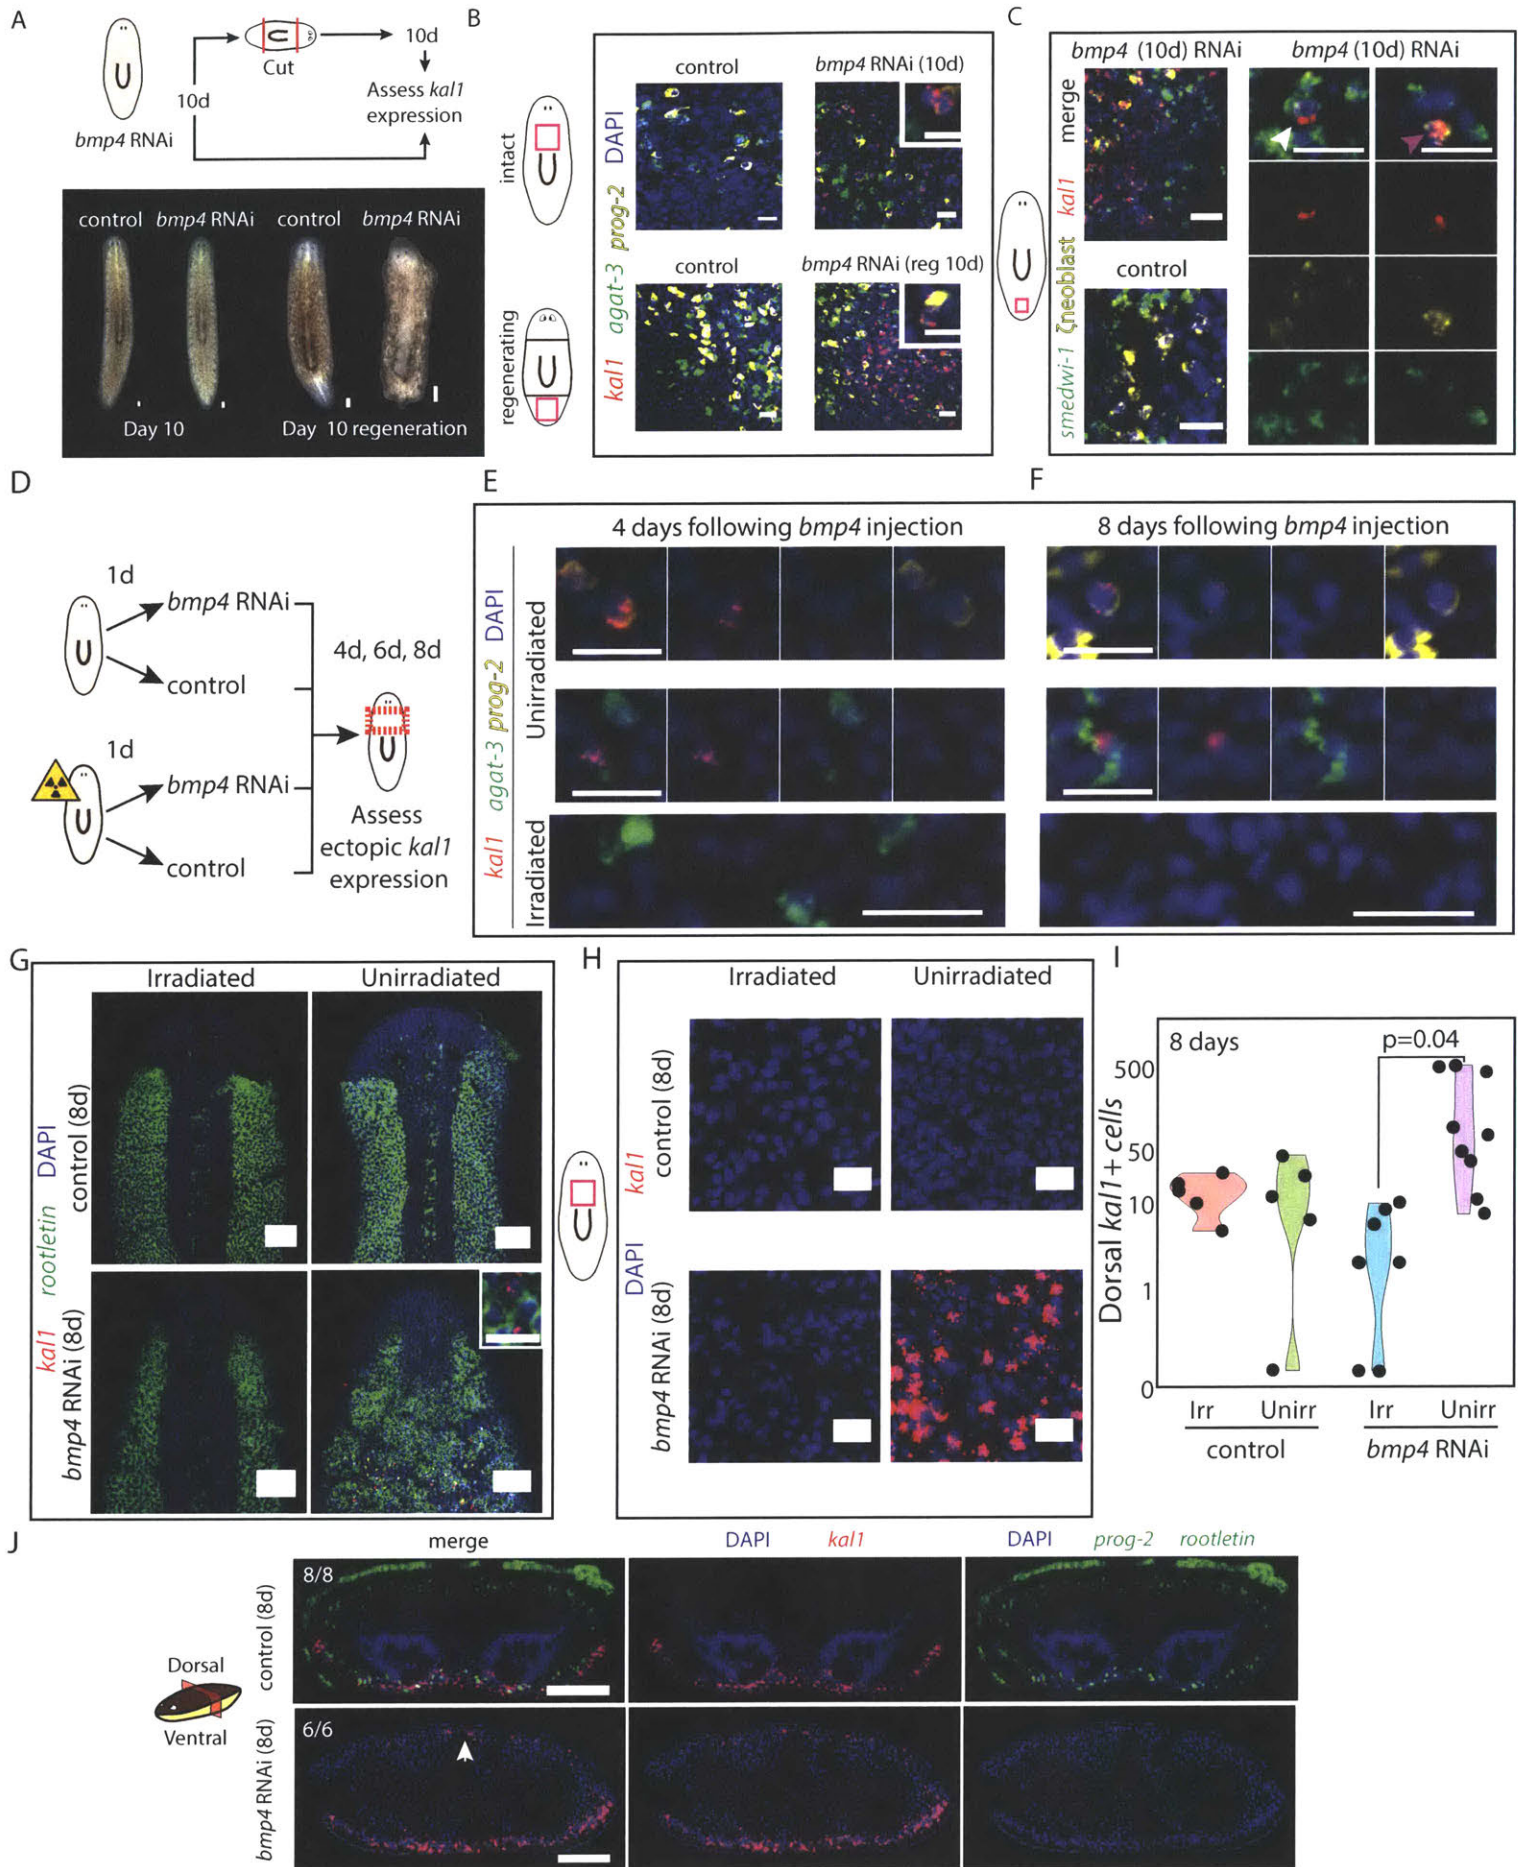 A
10d
bmp4 RNAi
Cut
10d
Assess kal1
expression
control
bmp4 RNAi
control
bmp4 RNAi
Day 10
Day 10 regeneration
B
intact
regenerating
kal1 agat-3 prog-2 DAPI
control
bmp4 RNAi (10d)
control
bmp4 RNAi (reg 10d)
C
bmp4 (10d) RNAi
bmp4 (10d) RNAi
smedwi-1 ζneoblast kal1 merge
control
D
1d
bmp4 RNAi
control
1d
bmp4 RNAi
control
4d, 6d, 8d
Assess
ectopic kal1
expression
E
4 days following bmp4 injection
kal1 agat-3 prog-2 DAPI
Unirradiated
Irradiated
F
8 days following bmp4 injection
G
Irradiated
Unirradiated
kal1 rootletin DAPI
control (8d)
bmp4 RNAi (8d)
H
Irradiated
Unirradiated
DAPI kal1
control (8d)
bmp4 RNAi (8d)
I
8 days
p=0.04
Dorsal kal1+ cells
500
50
10
1
0
Irr
Unirr
Irr
Unirr
control
bmp4 RNAi
J
merge
DAPI kal1
DAPI prog-2 rootletin
Dorsal
Ventral
control (8d)
8/8
bmp4 RNAi (8d)
6/6